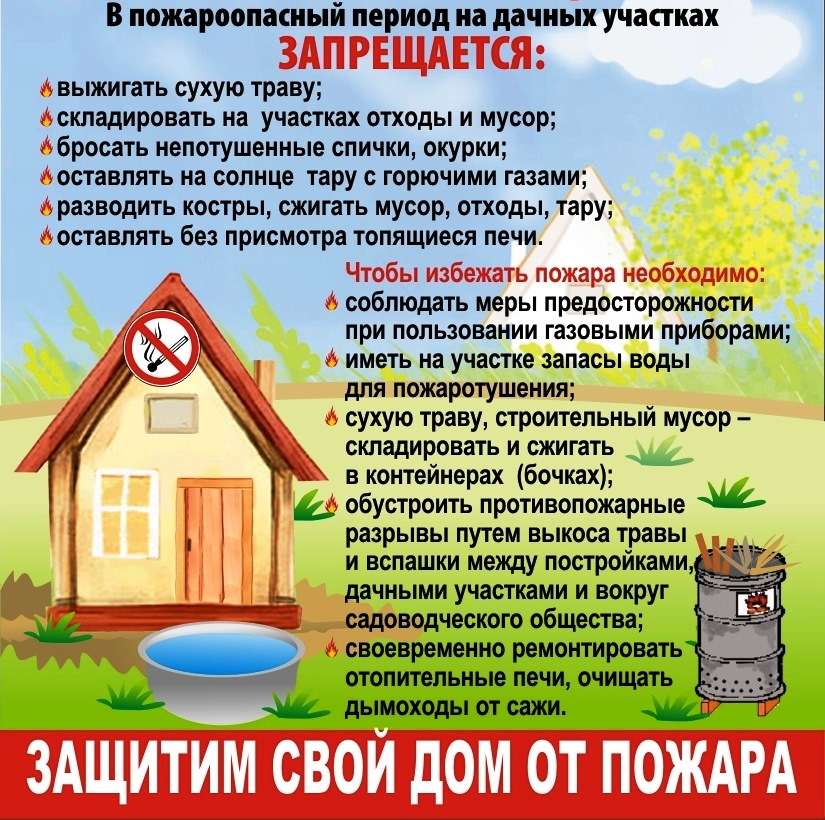 В пожароопасный период на дачных участках
ЗАПРЕЩАЕТСЯ:
выжигать сухую траву;
складировать на участках отходы и мусор;
бросать непотушенные спички, окурки;
оставлять на солнце тару с горючими газами;
разводить костры, сжигать мусор, отходы, тару;
оставлять без присмотра топящиеся печи.
Чтобы избежать пожара необходимо:
соблюдать меры предосторожности
при пользовании газовыми приборами;
иметь на участке запасы воды
для пожаротушения;
сухую траву, строительный мусор –
складировать и сжигать
в контейнерах (бочках);
обустроить противопожарные
разрывы путем выкоса травы
и вспашки между постройками,
дачными участками и вокруг
садоводческого общества;
своевременно ремонтировать
отопительные печи, очищать
дымоходы от сажи.
ЗАЩИТИМ СВОЙ ДОМ ОТ ПОЖАРА